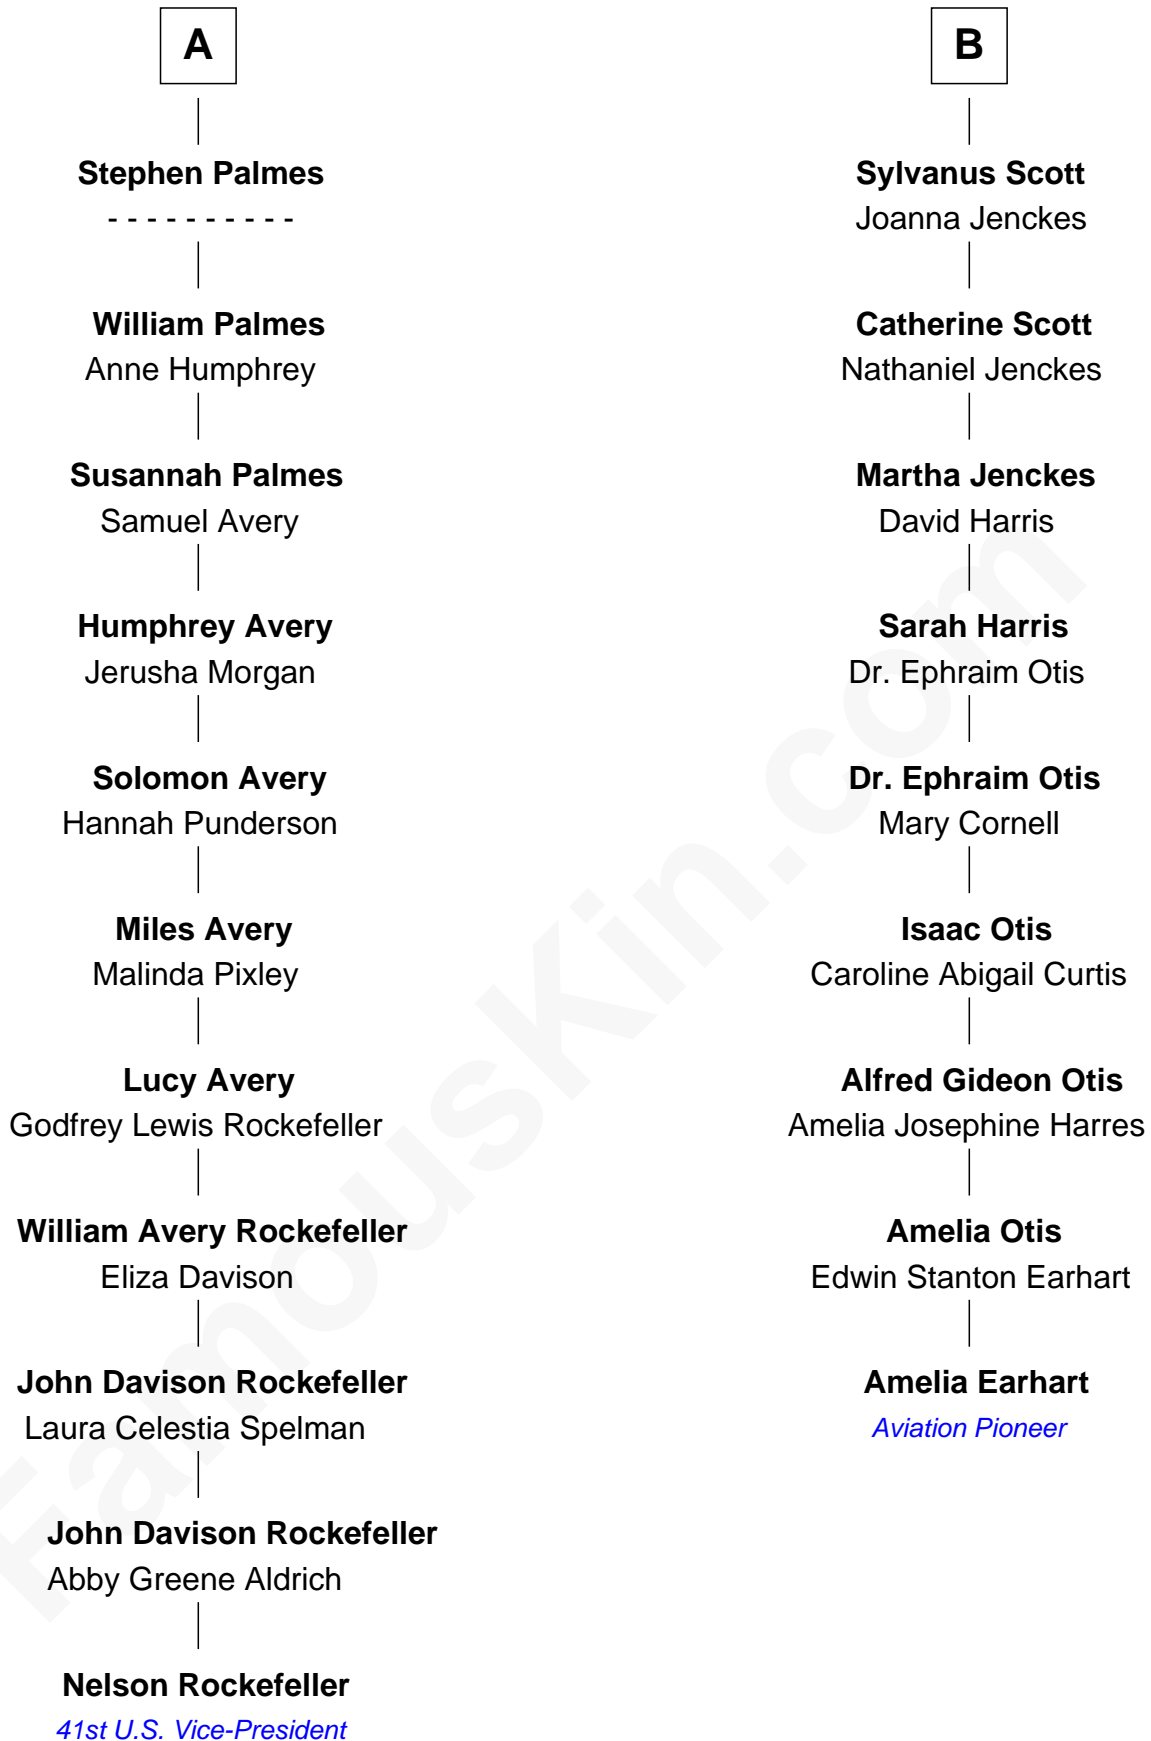 A
Stephen Palmes
- - - - - - - - - -
William Palmes
Anne Humphrey
Susannah Palmes
Samuel Avery
Humphrey Avery
Jerusha Morgan
Solomon Avery
Hannah Punderson
Miles Avery
Malinda Pixley
Lucy Avery
Godfrey Lewis Rockefeller
William Avery Rockefeller
Eliza Davison
John Davison Rockefeller
Laura Celestia Spelman
John Davison Rockefeller
Abby Greene Aldrich
Nelson Rockefeller
41st U.S. Vice-President
B
Sylvanus Scott
Joanna Jenckes
Catherine Scott
Nathaniel Jenckes
Martha Jenckes
David Harris
Sarah Harris
Dr. Ephraim Otis
Dr. Ephraim Otis
Mary Cornell
Isaac Otis
Caroline Abigail Curtis
Alfred Gideon Otis
Amelia Josephine Harres
Amelia Otis
Edwin Stanton Earhart
Amelia Earhart
Aviation Pioneer
FamousKin.com